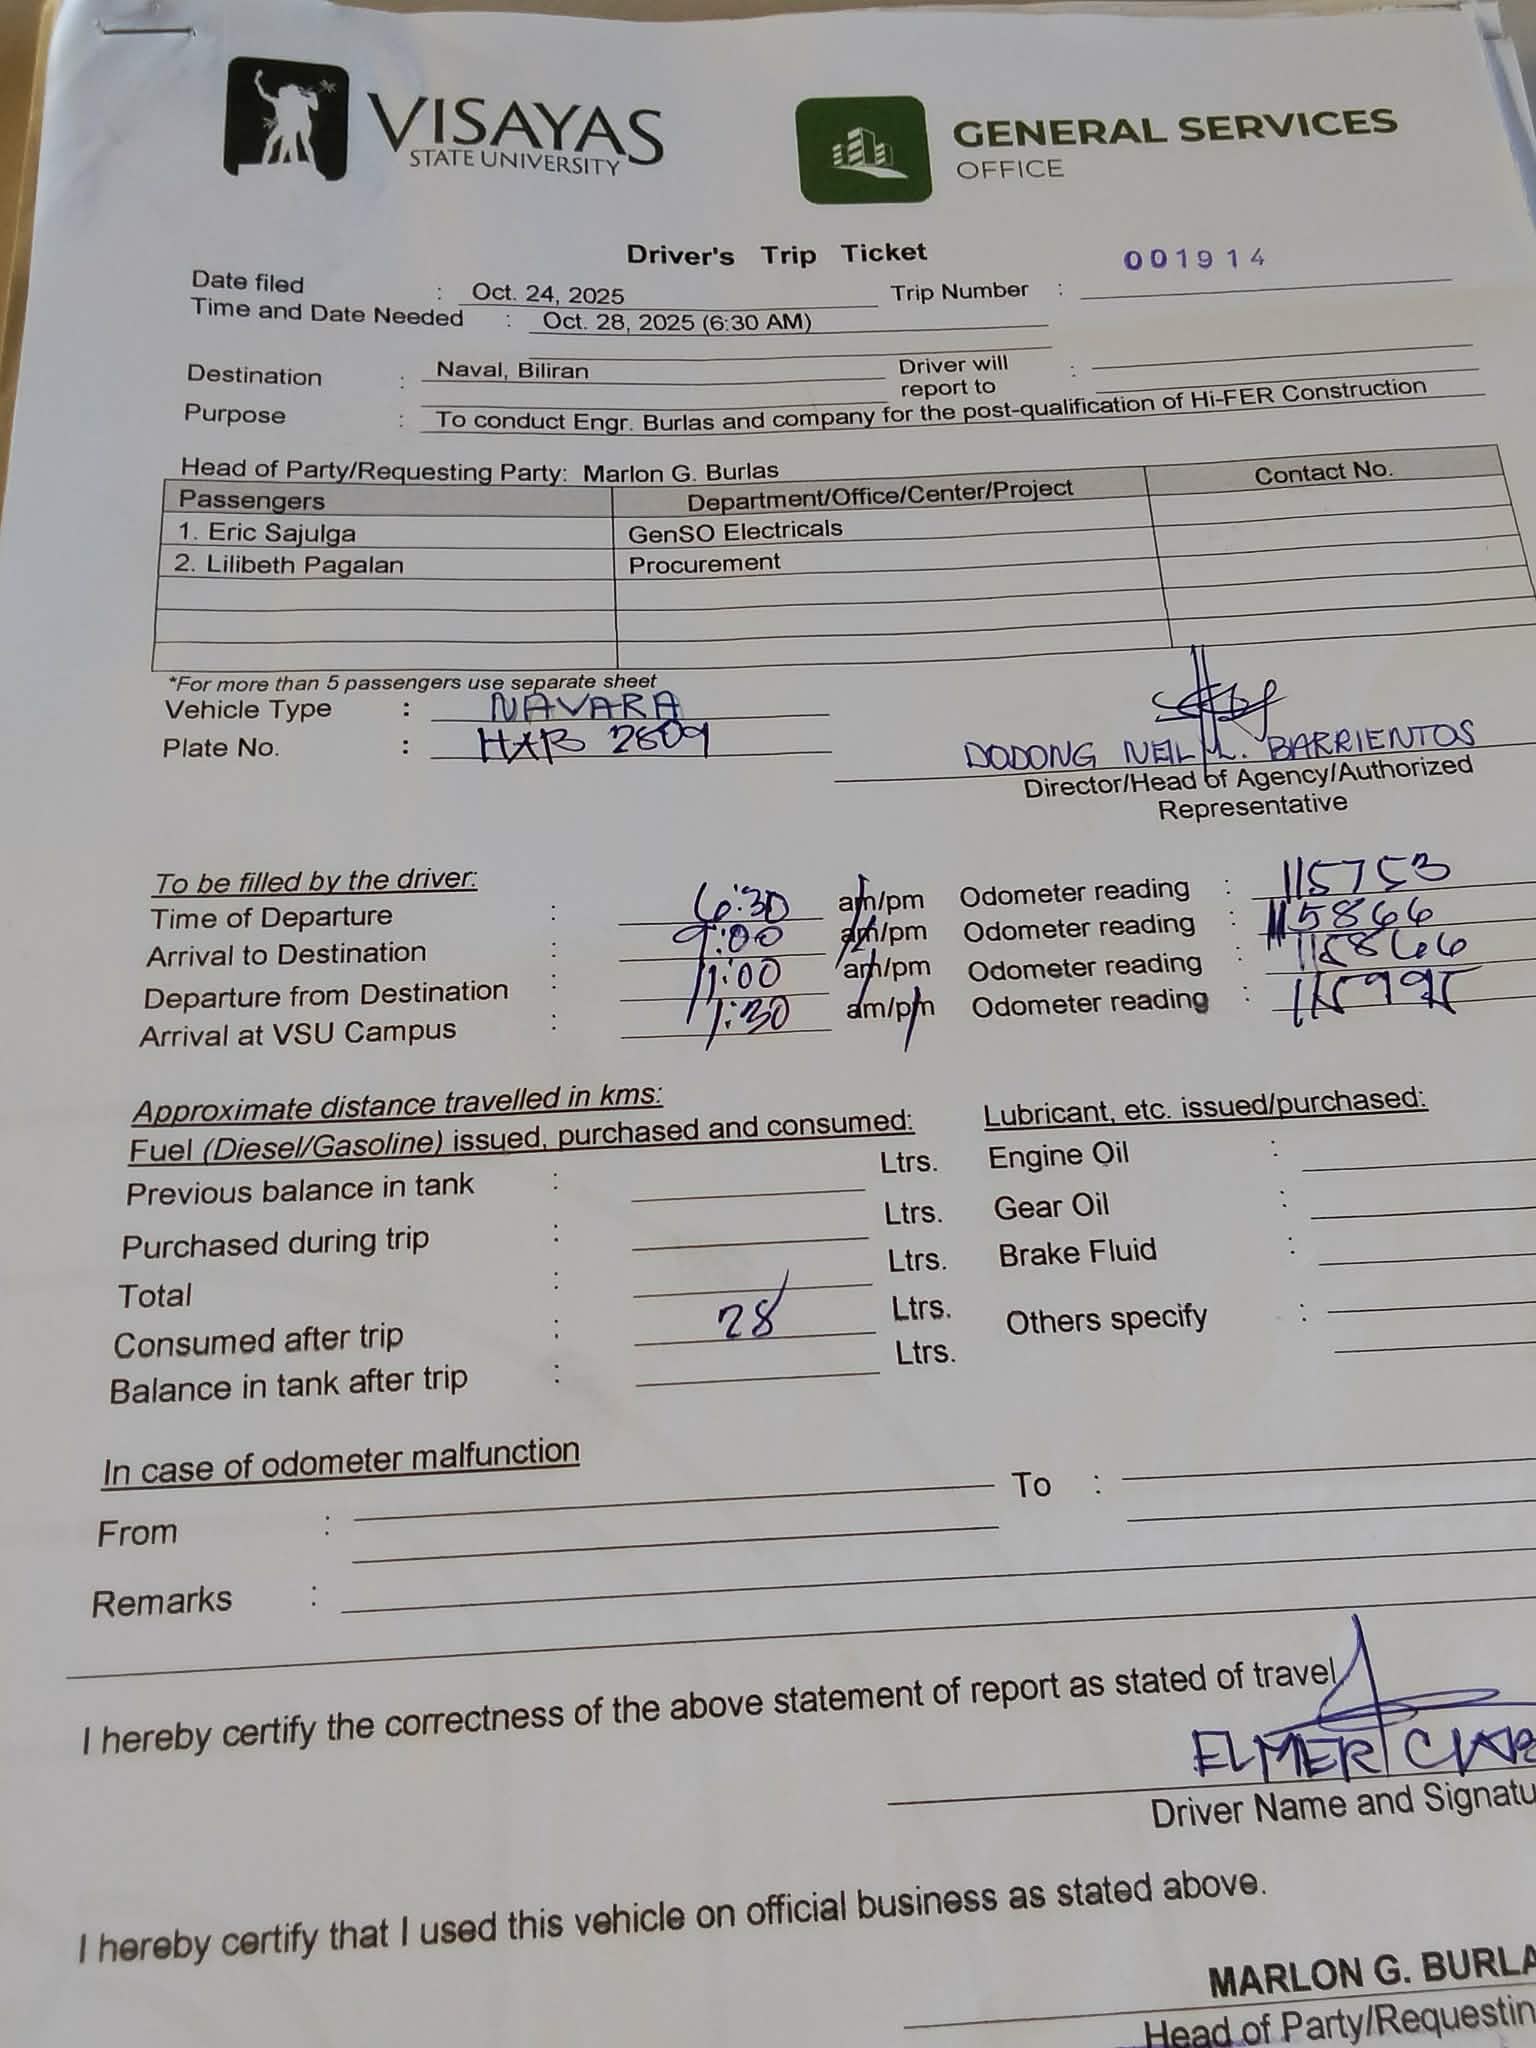 VISAYAS
STATE UNIVERSITY
GENERAL SERVICES
OFFICE
Driver's Trip Ticket
001914
Date filed : Oct. 24, 2025 Trip Number :
Time and Date Needed : Oct. 28, 2025 (6:30 AM)
Destination : Naval, Biliran Driver will report to :
Purpose : To conduct Engr. Burlas and company for the post-qualification of Hi-FER Construction
Head of Party/Requesting Party: Marlon G. Burlas
Passengers Department/Office/Center/Project Contact No.
1. Eric Sajulga GenSO Electricals
2. Lilibeth Pagalan Procurement
*For more than 5 passengers use separate sheet
Vehicle Type : NAVARA
Plate No. : HAB 2609
DODONG NEIL L. BARRIENTOS
Director/Head of Agency/Authorized
Representative
To be filled by the driver:
Time of Departure : 6:30 am/pm Odometer reading : 115753
Arrival to Destination : 9:00 am/pm Odometer reading : 115866
Departure from Destination : 11:00 am/pm Odometer reading : 115866
Arrival at VSU Campus : 1:30 am/pm Odometer reading : 115995
Approximate distance travelled in kms:
Fuel (Diesel/Gasoline) issued, purchased and consumed: Lubricant, etc. issued/purchased:
Previous balance in tank : Ltrs. Engine Oil :
Purchased during trip : Ltrs. Gear Oil :
Total : Ltrs. Brake Fluid :
Consumed after trip : 28 Ltrs. Others specify :
Balance in tank after trip : Ltrs.
In case of odometer malfunction
From : To :
Remarks :
I hereby certify the correctness of the above statement of report as stated of travel
ELMER
Driver Name and Signatu
I hereby certify that I used this vehicle on official business as stated above.
MARLON G. BURLA
Head of Party/Requestin